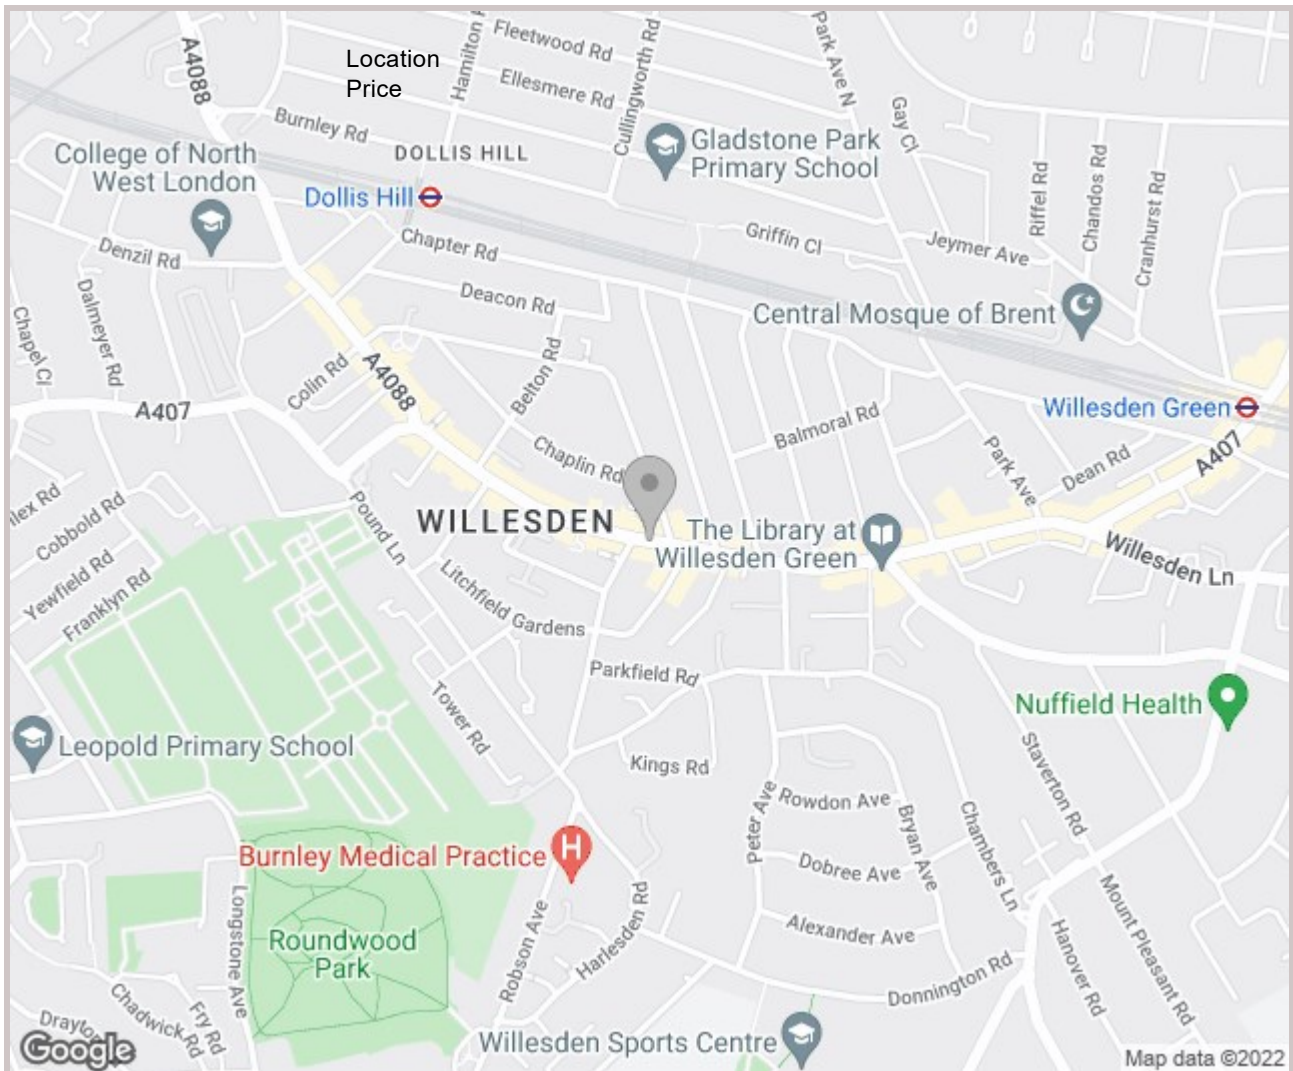 Location
Price
A4088
Hamilton
Fleetwood Rd
Ellesmere Rd
Cullingworth Rd
Park Ave N
Gay Cl
Burnley Rd
DOLLIS HILL
Gladstone Park
Primary School
College of North
West London
Dollis Hill
Riffel Rd
Chandos Rd
Cranhurst Rd
Denzil Rd
Chapter Rd
Griffin Cl
Jeymer Ave
Dalmeyer Rd
Deacon Rd
Central Mosque of Brent
Chapel Cl
Colin Rd
A4088
Belton Rd
A407
Willesden Green
Balmoral Rd
Chaplin Rd
Park Ave
Dean Rd
A407
Cobbold Rd
Pound Ln
WILLESDEN
The Library at
Willesden Green
Willesden Ln
Yewfield Rd
Franklyn Rd
Litchfield Gardens
Parkfield Rd
Nuffield Health
Tower Rd
Leopold Primary School
Kings Rd
Staverton Rd
Peter Ave
Rowdon Ave
Bryan Ave
Chambers Ln
Burnley Medical Practice
H
Dobree Ave
Longstone Ave
Robson Ave
Harlesden Rd
Alexander Ave
Mount Pleasant Rd
Roundwood
Park
Hanover Rd
Donnington Rd
Chadwick Rd
Fry Rd
Willesden Sports Centre
Google
Map data ©2022